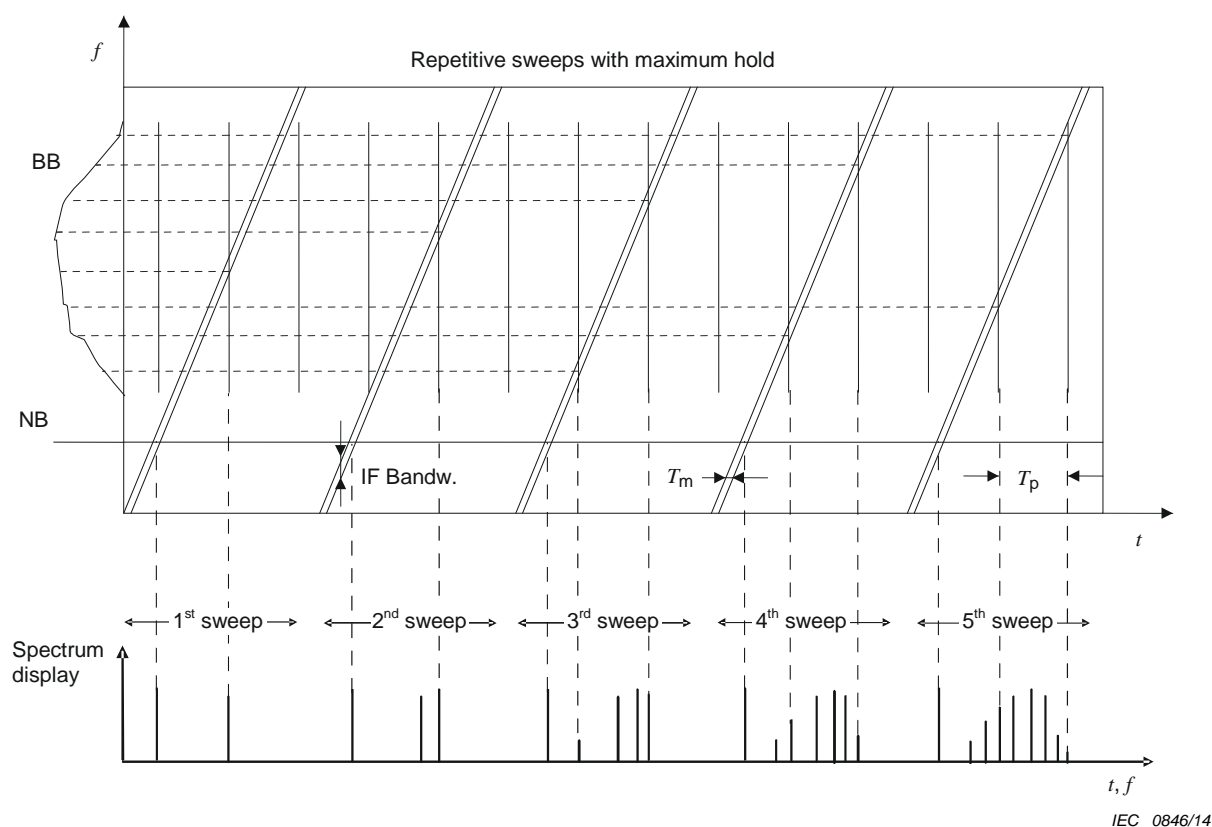 f
Repetitive sweeps with maximum hold
BB
NB
IF Bandw.
Tm
Tp
t
1st sweep
2nd sweep
3rd sweep
4th sweep
5th sweep
Spectrum
display
t, f
IEC 0846/14